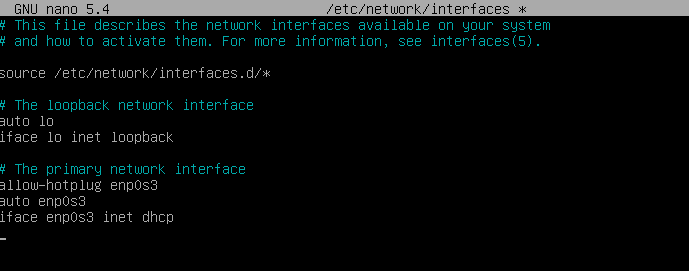 GNU nano 5.4 /etc/network/interfaces *
# This file describes the network interfaces available on your system
# and how to activate them. For more information, see interfaces(5).
source /etc/network/interfaces.d/*
# The loopback network interface
auto lo
iface lo inet loopback
# The primary network interface
allow-hotplug enp0s3
auto enp0s3
iface enp0s3 inet dhcp